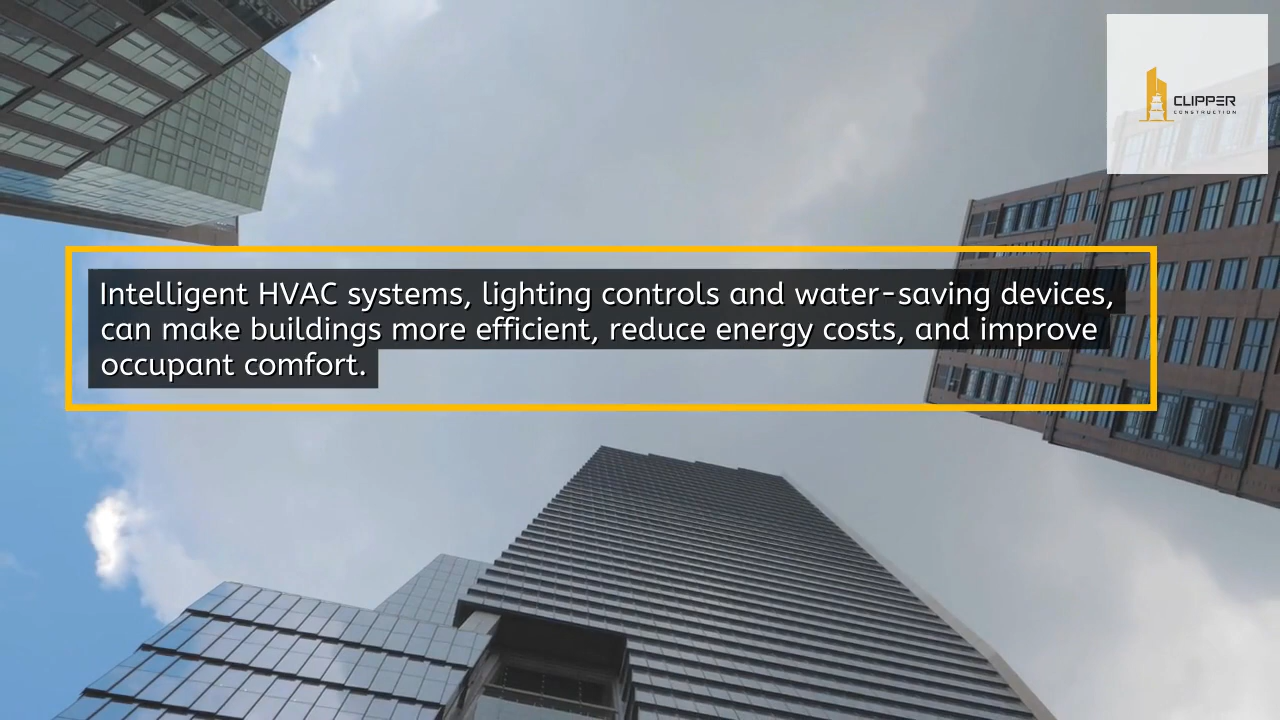 CLIPPER
CONSTRUCTION
Intelligent HVAC systems, lighting controls and water-saving devices,
can make buildings more efficient, reduce energy costs, and improve
occupant comfort.